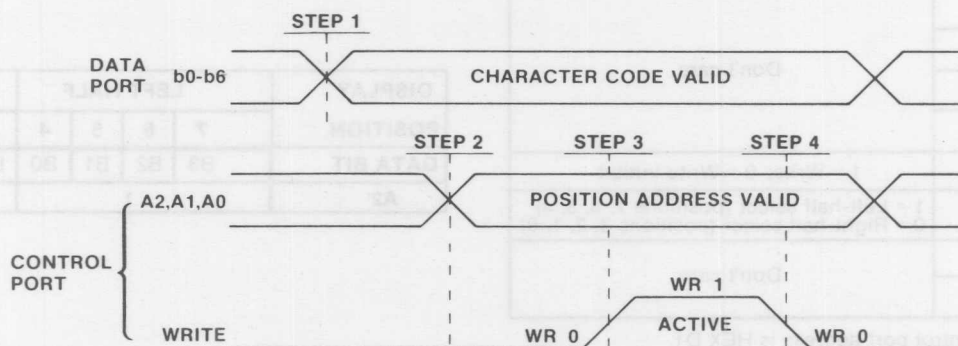 STEP 1
DATA PORT b0-b6 CHARACTER CODE VALID
STEP 2 STEP 3 STEP 4
A2,A1,A0 POSITION ADDRESS VALID
CONTROL PORT
WR 1
WRITE WR 0 ACTIVE WR 0